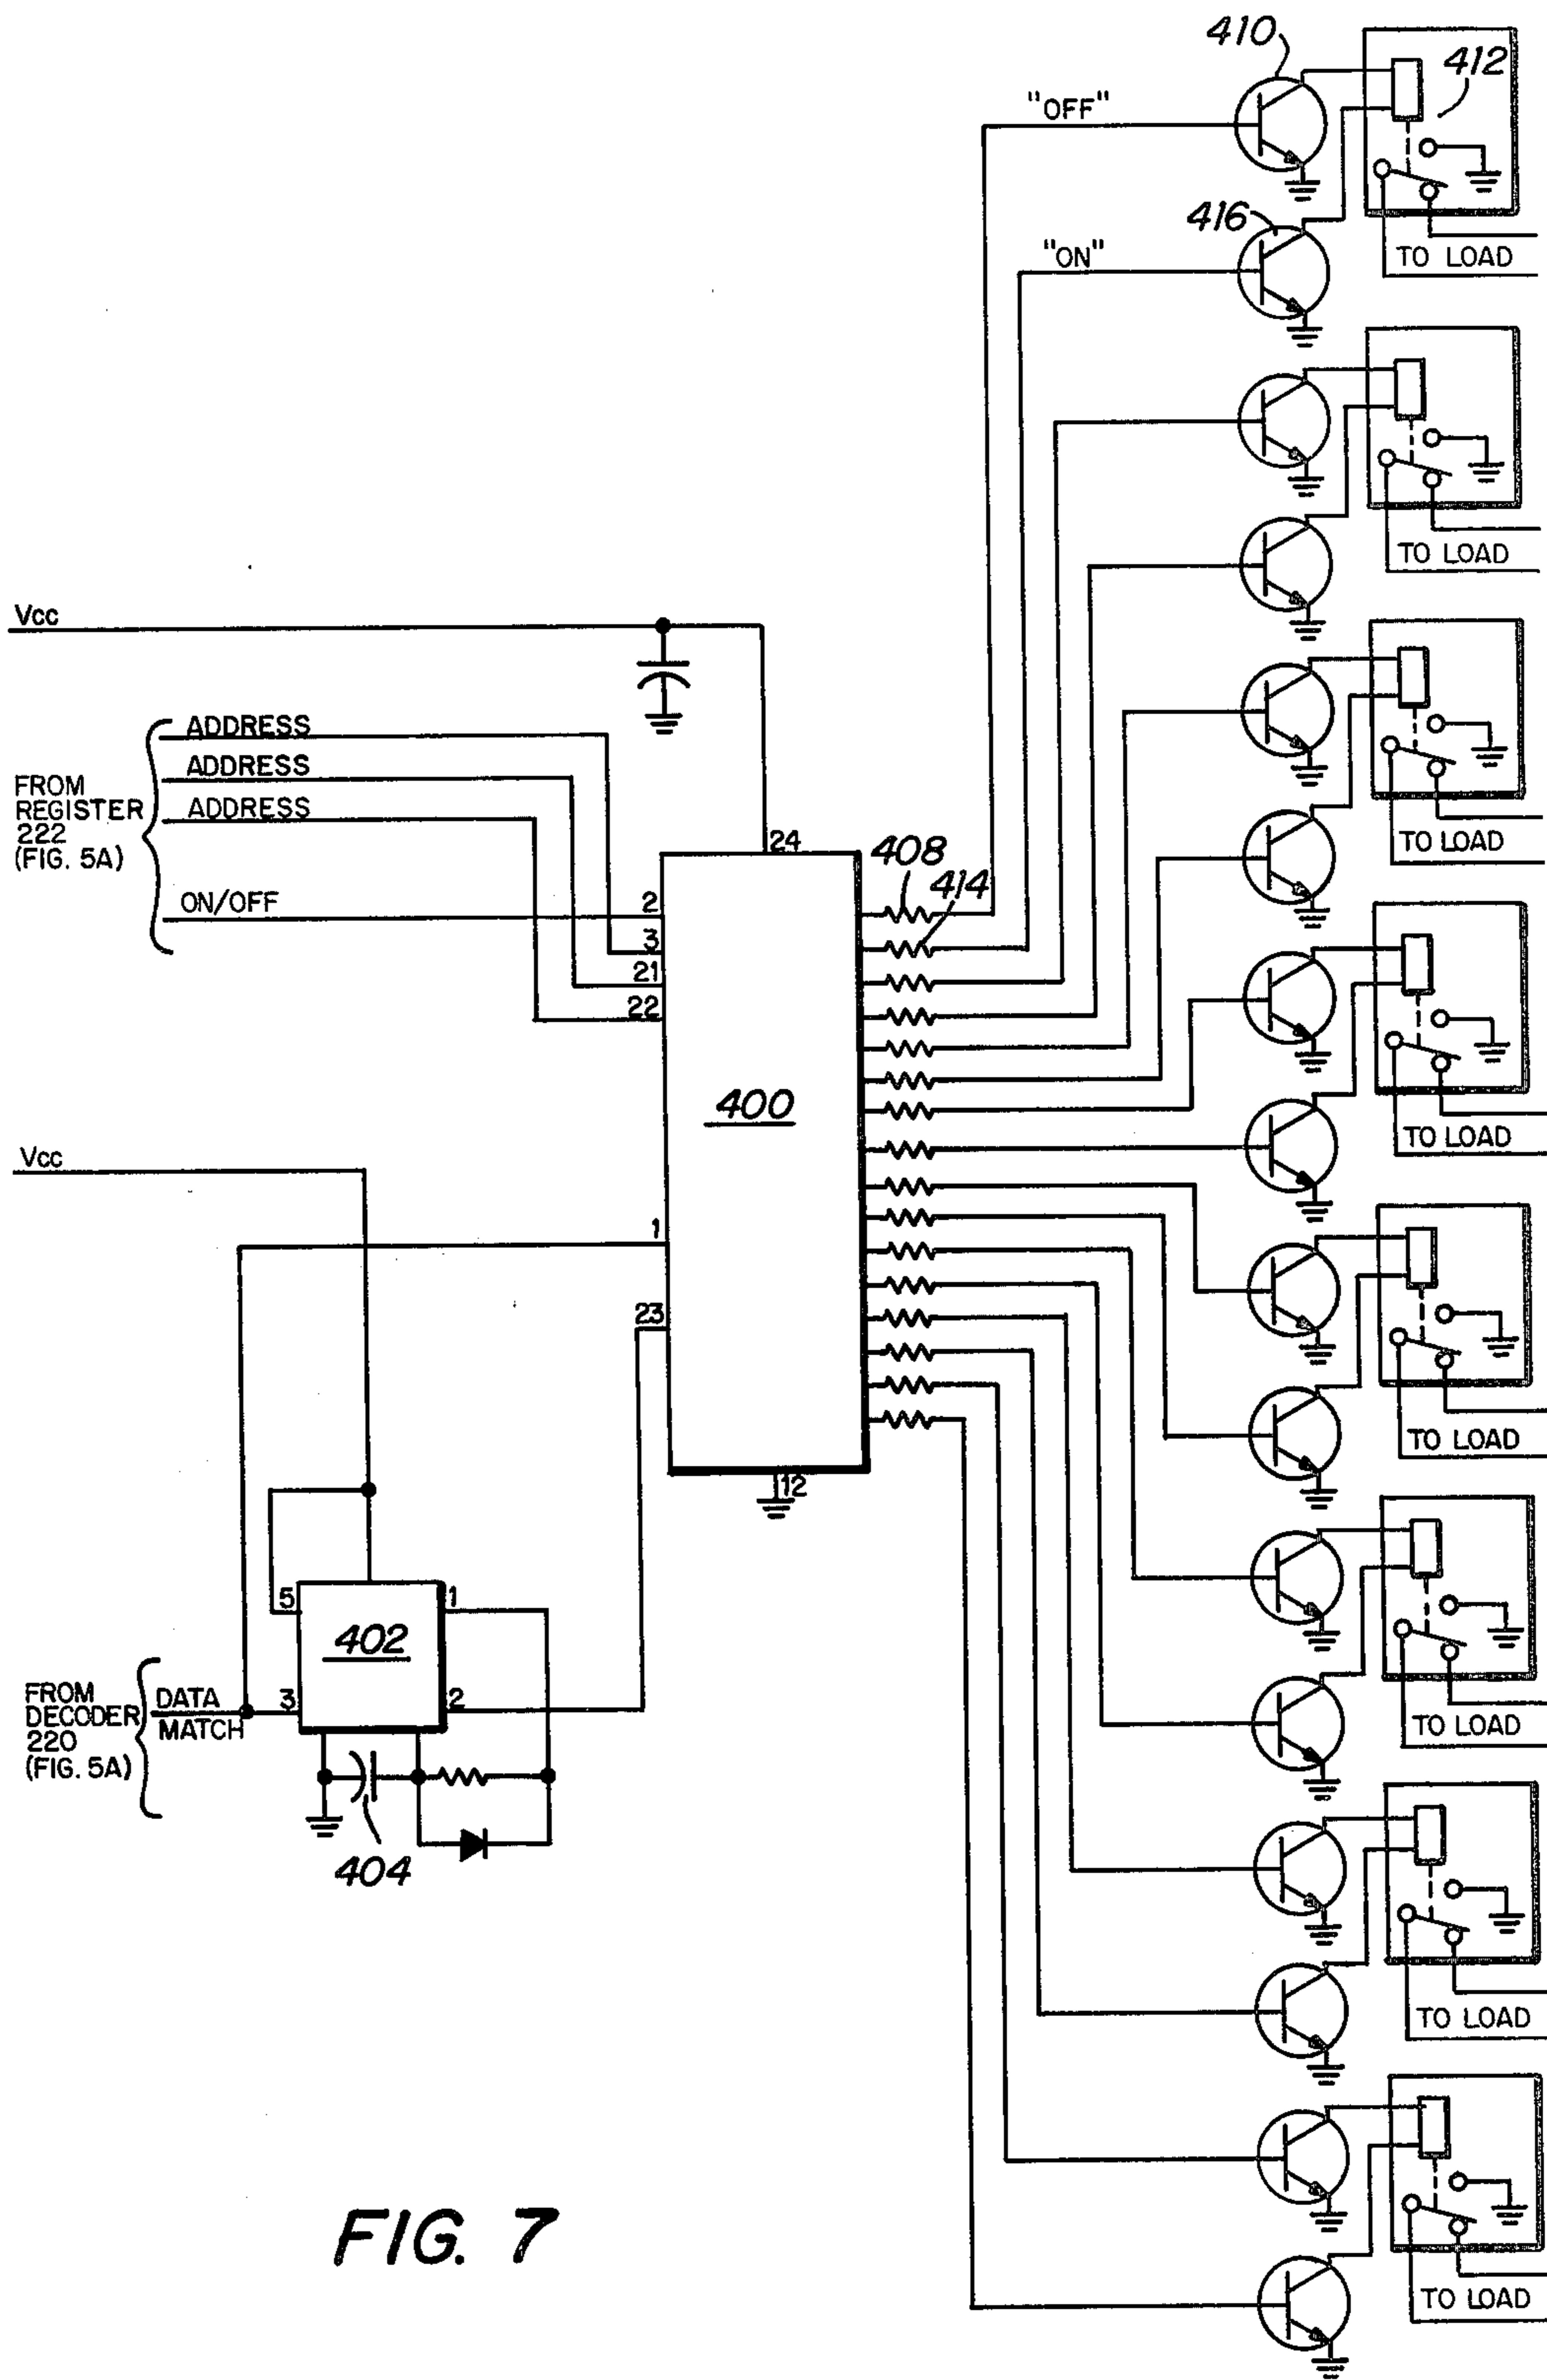 410
412
"OFF"
416
"ON"
TO LOAD
TO LOAD
Vcc
ADDRESS
ADDRESS
ADDRESS
FROM
REGISTER
222
(FIG. 5A)
ON/OFF
TO LOAD
24
408
414
2
3
21
22
400
TO LOAD
Vcc
1
23
TO LOAD
12
5
1
402
3
2
FROM
DECODER
220
(FIG. 5A)
DATA
MATCH
404
TO LOAD
TO LOAD
TO LOAD
FIG. 7